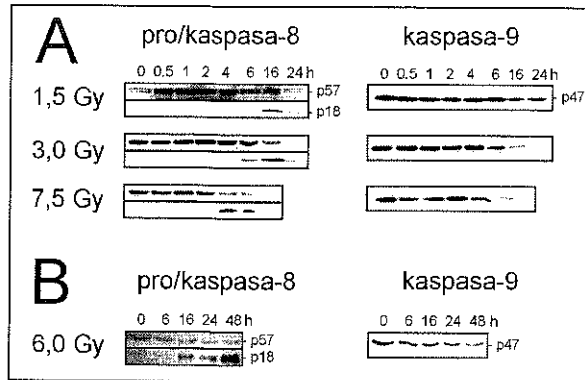 A
pro/kaspasa-8 kaspasa-9
0 0.5 1 2 4 6 16 24 h 0 0.5 1 2 4 6 16 24 h
1,5 Gy p57 p47
p18
3,0 Gy
7,5 Gy
B
pro/kaspasa-8 kaspasa-9
0 6 16 24 48 h 0 6 16 24 48 h
6,0 Gy p57 p47
p18